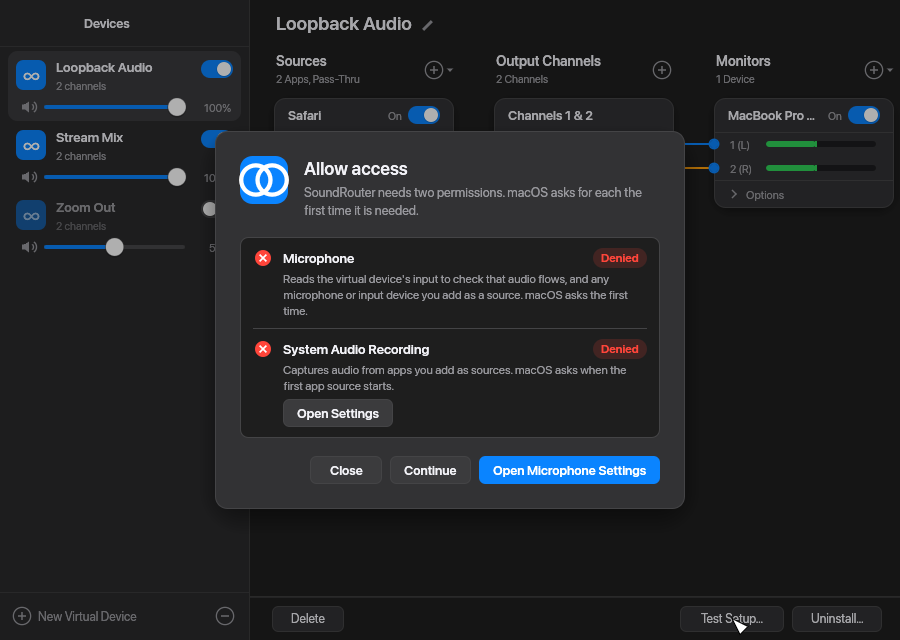 Devices
Loopback Audio
2 channels
100%
Stream Mix
2 channels
Zoom Out
2 channels
New Virtual Device
Loopback Audio
Sources
2 Apps, Pass-Thru
Output Channels
2 Channels
Monitors
1 Device
Safari
On
Channels 1 & 2
MacBook Pro ...
On
1 (L)
2 (R)
Options
Allow access
SoundRouter needs two permissions. macOS asks for each the
first time it is needed.
Microphone
Denied
Reads the virtual device's input to check that audio flows, and any
microphone or input device you add as a source. macOS asks the first
time.
System Audio Recording
Denied
Captures audio from apps you add as sources. macOS asks when the
first app source starts.
Open Settings
Close
Continue
Open Microphone Settings
Delete
Test Setup...
Uninstall...